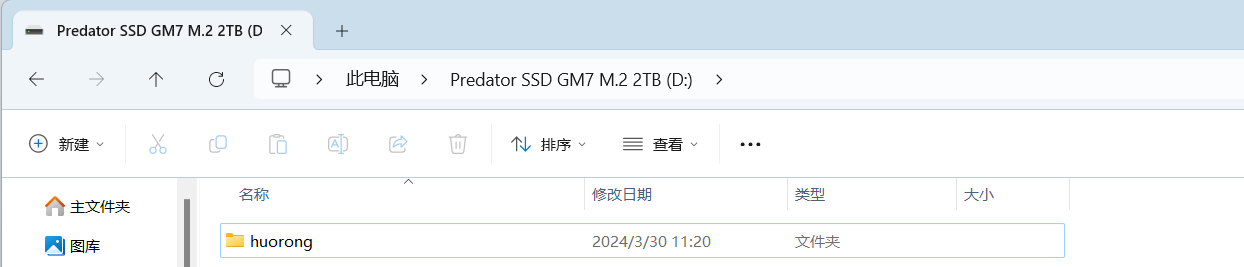 Predator SSD GM7 M.2 2TB (D
此电脑 Predator SSD GM7 M.2 2TB (D:)
新建 排序 查看
名称 修改日期 类型 大小
主文件夹
huorong 2024/3/30 11:20 文件夹
图库